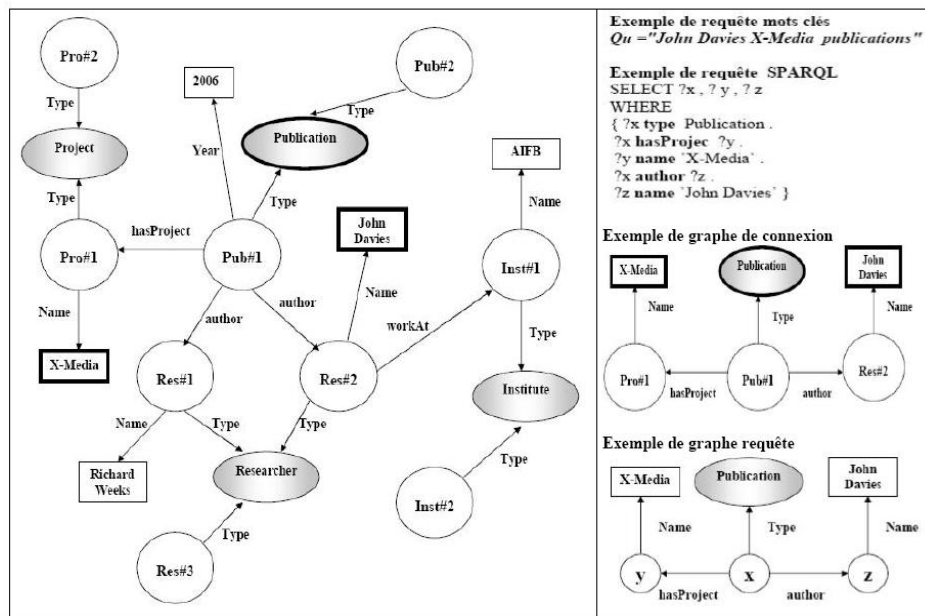 Pro#2
2006
Pub#2
Type
Type
Publication
Project
Year
AIFB
Type
Type
John
Davies
Name
hasProject
Pro#1
Pub#1
Inst#1
Name
Name
author
author
workAt
Type
X-Media
Res#1
Res#2
Institute
Name
Type
Type
Type
Richard
Weeks
Researcher
Inst#2
Type
Res#3
Exemple de requête mots clés
Qu ="John Davies X-Media publications"
Exemple de requête SPARQL
SELECT ?x , ? y , ? z
WHERE
{ ?x type Publication .
?x hasProjec ?y .
?y name `X-Media` .
?x author ?z .
?z name `John Davies` }
Exemple de graphe de connexion
X-Media
Publication
John
Davies
Name
Type
Name
Pro#1
Pub#1
Res#2
hasProject
author
Exemple de graphe requête
X-Media
Publication
John
Davies
Name
Type
Name
y
x
z
hasProject
author